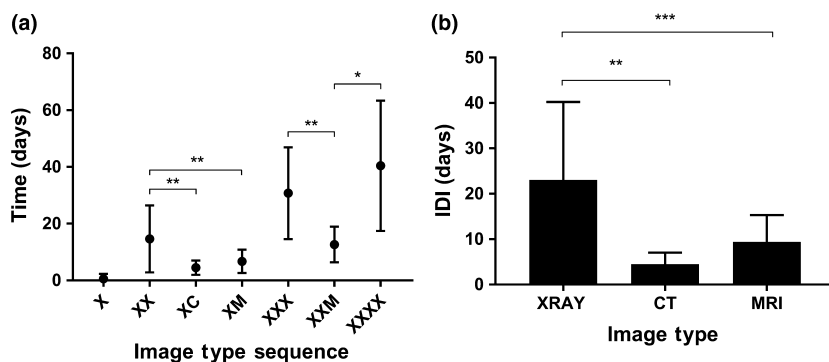 (a)
80
60
40
20
0
Time (days)
*
**
**
**
X XX XC XM XXX XXM XXXX
Image type sequence
(b)
50
40
30
20
10
0
IDI (days)
***
**
XRAY CT MRI
Image type